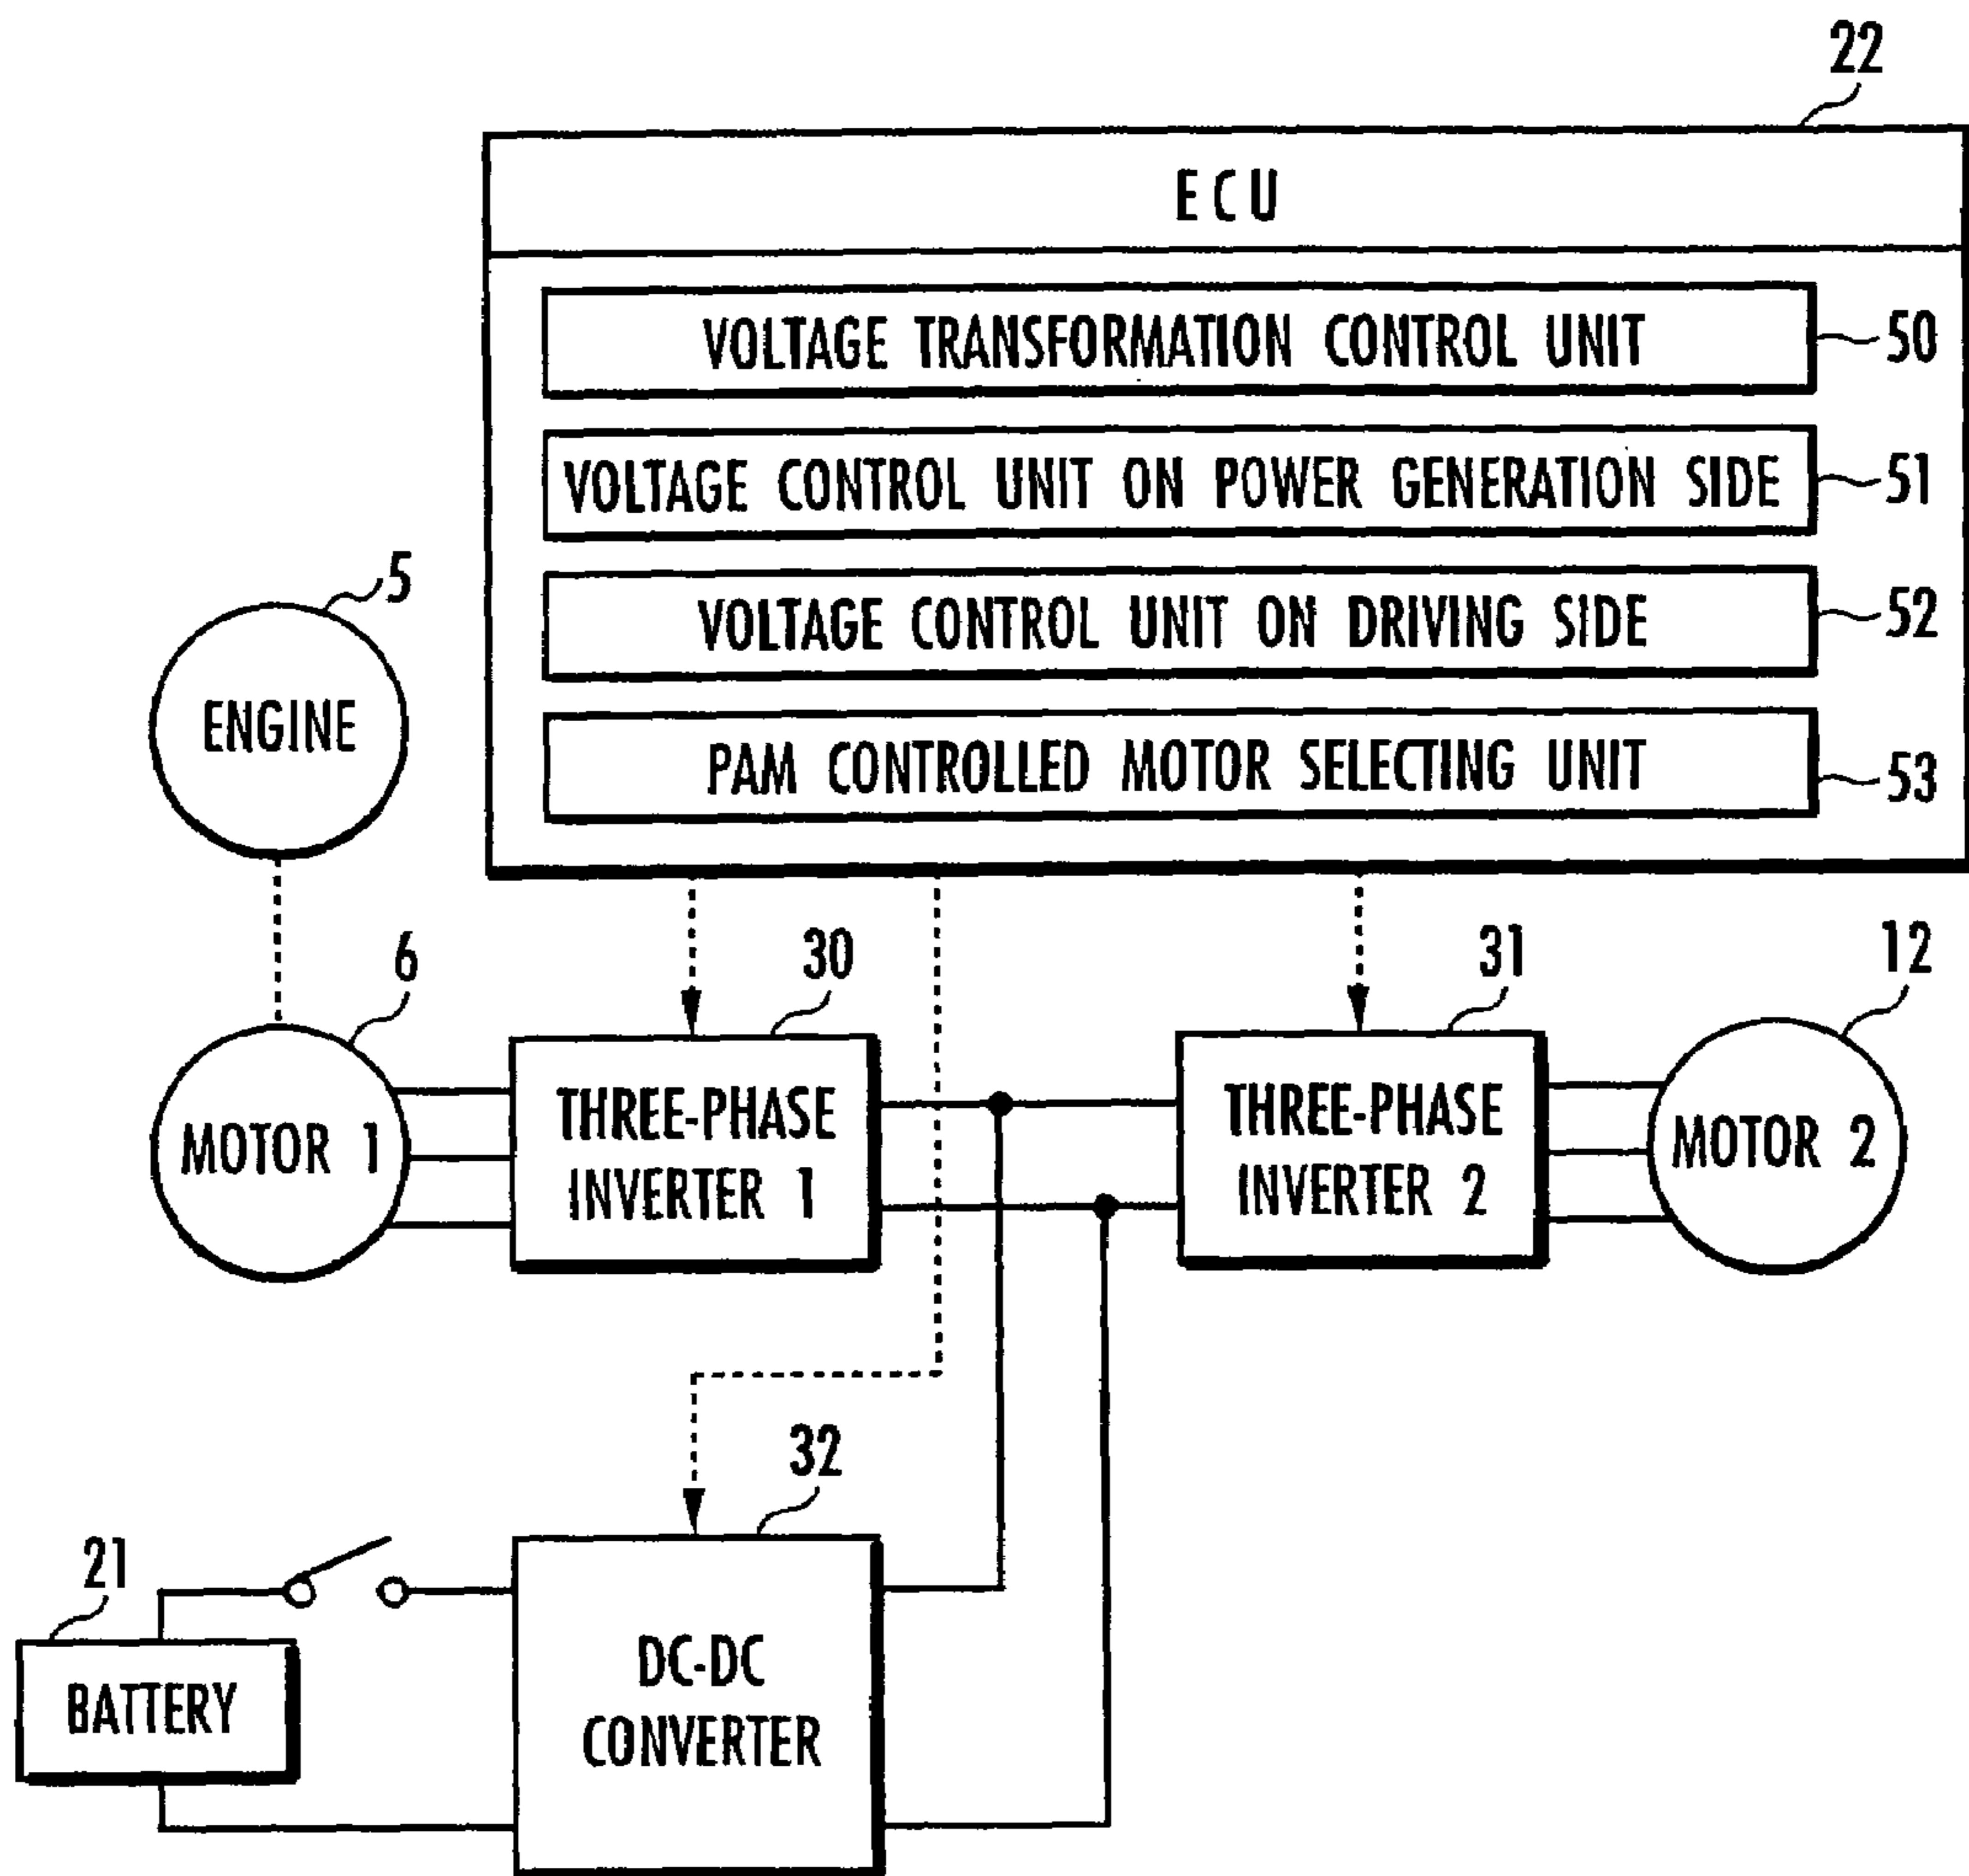 22
ECU
VOLTAGE TRANSFORMATION CONTROL UNIT
50
VOLTAGE CONTROL UNIT ON POWER GENERATION SIDE
51
VOLTAGE CONTROL UNIT ON DRIVING SIDE
52
PAM CONTROLLED MOTOR SELECTING UNIT
53
5
ENGINE
6
30
31
12
MOTOR 1
THREE-PHASE
INVERTER 1
THREE-PHASE
INVERTER 2
MOTOR 2
32
21
BATTERY
DC-DC
CONVERTER